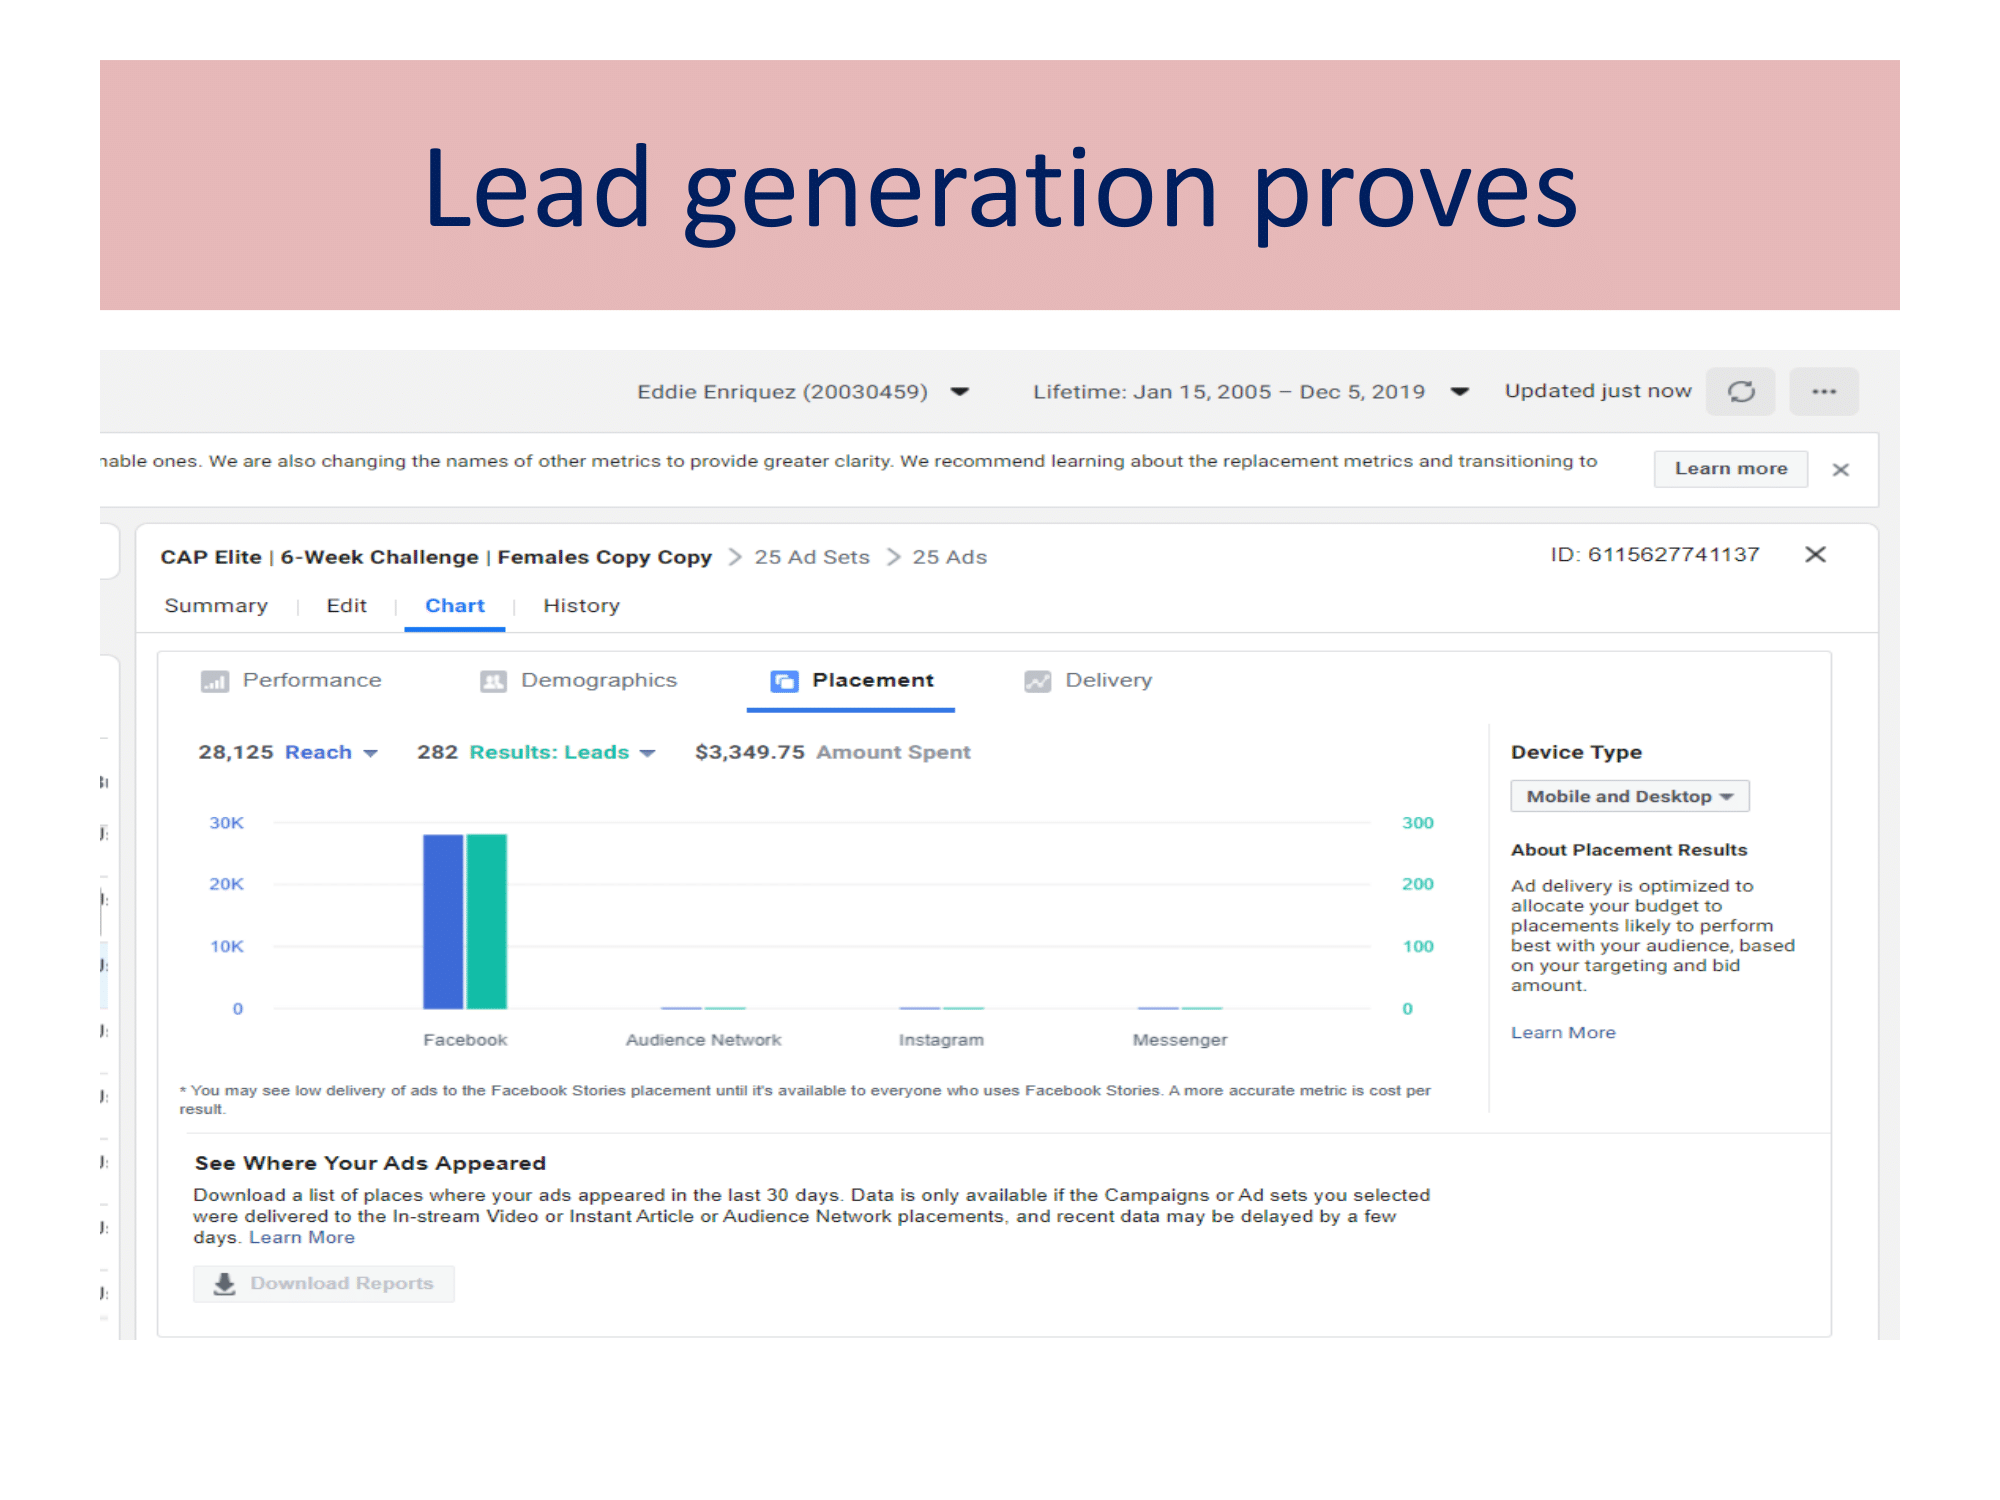 Lead generation proves
Eddie Enriquez (20030459)
Lifetime: Jan 15, 2005 – Dec 5, 2019
Updated just now
ones. We are also changing the names of other metrics to provide greater clarity. We recommend learning about the replacement metrics and transitioning to
Learn more
CAP Elite | 6-Week Challenge | Females Copy Copy > 25 Ad Sets > 25 Ads
ID: 6115627741137
Summary | Edit | Chart | History
Performance
Demographics
Placement
Delivery
28,125 Reach
282 Results: Leads
$3,349.75 Amount Spent
30K
20K
10K
0
300
200
100
0
Facebook
Audience Network
Instagram
Messenger
* You may see low delivery of ads to the Facebook Stories placement until it's available to everyone who uses Facebook Stories. A more accurate metric is cost per
result.
Device Type
Mobile and Desktop
About Placement Results
Ad delivery is optimized to
allocate your budget to
placements likely to perform
best with your audience, based
on your targeting and bid
amount.
Learn More
See Where Your Ads Appeared
Download a list of places where your ads appeared in the last 30 days. Data is only available if the Campaigns or Ad sets you selected
were delivered to the In-stream Video or Instant Article or Audience Network placements, and recent data may be delayed by a few
days. Learn More
Download Reports